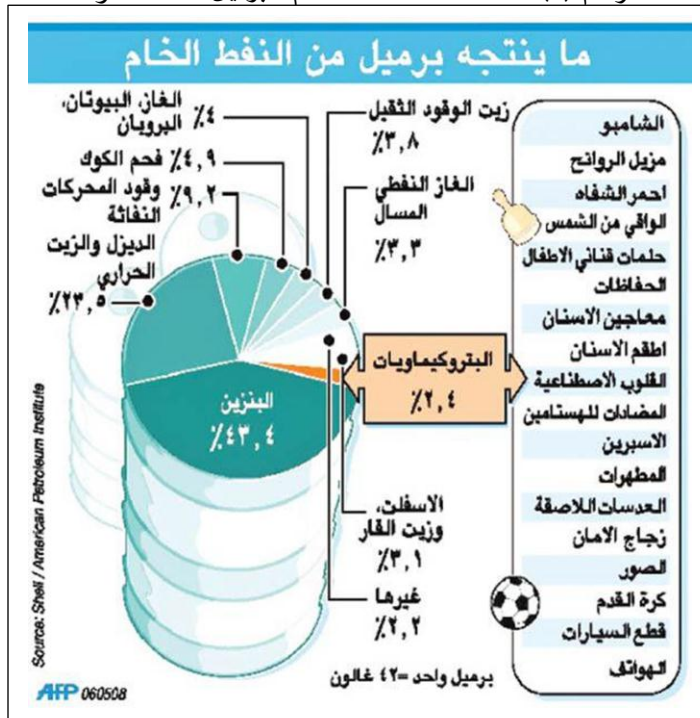 ما ينتجه برميل من النفط الخام
زيت الوقود الثقيل
٪٣,٨
الغاز النفطي
المسال
٪٣,٣
الغاز، البيوتان،
البروبان
٪٤
٪٤,٩ فحم الكوك
٪٩,٢ وقود المحركات
النفاثة
الديزل والزيت
الحراري
٪٢٣,٥
البنزين
٪٤٣,٤
البتروكيماويات
٪٢,٤
الاسفلت،
وزيت القار
٪٣,١
غيرها
٪٢,٢
برميل واحد =٤٢ غالون
الشامبو
مزيل الروائح
احمر الشفاه
الواقي من الشمس
حلمات قناني الاطفال
الحفاظات
معاجين الاسنان
اطقم الاسنان
القلوب الاصطناعية
المضادات للهستامين
الاسبرين
المطهرات
العدسات اللاصقة
زجاج الامان
الصور
كرة القدم
قطع السيارات
الهواتف
Source: Shell / American Petroleum Institute
AFP 060508